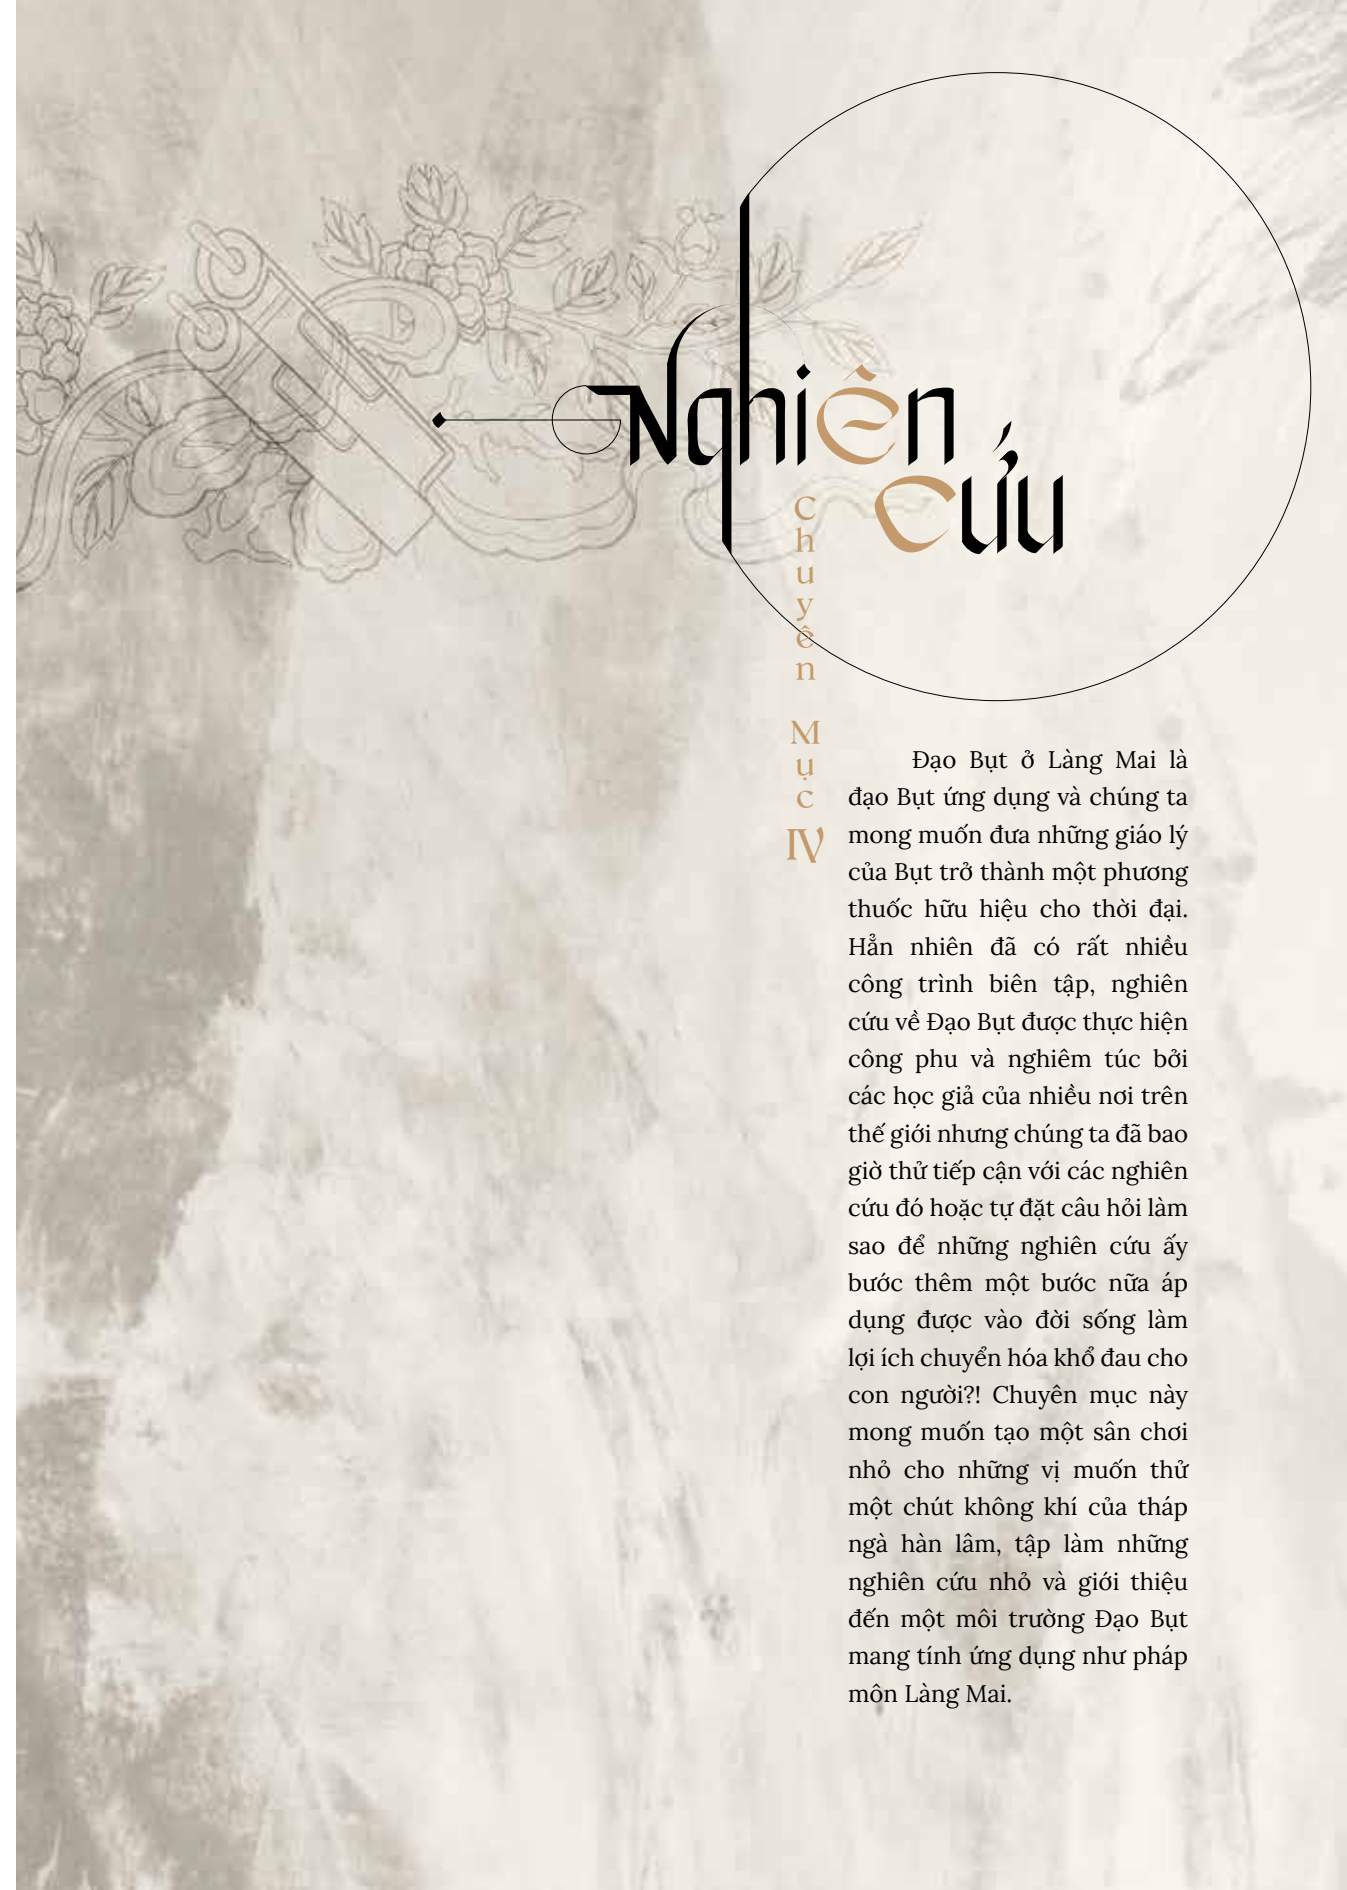 Nghiên
cứu
Chuyên Mục IV
Đạo Bụt ở Làng Mai là
đạo Bụt ứng dụng và chúng ta
mong muốn đưa những giáo lý
của Bụt trở thành một phương
thuốc hữu hiệu cho thời đại.
Hẳn nhiên đã có rất nhiều
công trình biên tập, nghiên
cứu về Đạo Bụt được thực hiện
công phu và nghiêm túc bởi
các học giả của nhiều nơi trên
thế giới nhưng chúng ta đã bao
giờ thử tiếp cận với các nghiên
cứu đó hoặc tự đặt câu hỏi làm
sao để những nghiên cứu ấy
bước thêm một bước nữa áp
dụng được vào đời sống làm
lợi ích chuyển hóa khổ đau cho
con người?! Chuyên mục này
mong muốn tạo một sân chơi
nhỏ cho những vị muốn thử
một chút không khí của tháp
ngà hàn lâm, tập làm những
nghiên cứu nhỏ và giới thiệu
đến một môi trường Đạo Bụt
mang tính ứng dụng như pháp
môn Làng Mai.